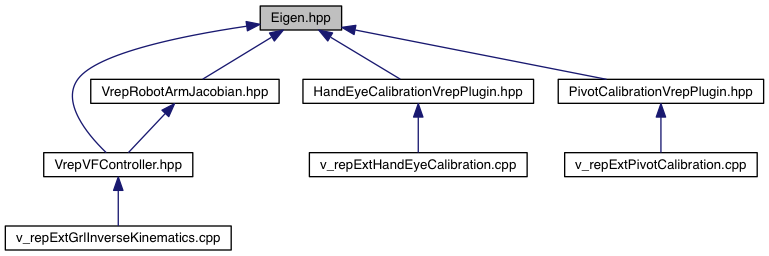 Eigen.hpp
VrepRobotArmJacobian.hpp
HandEyeCalibrationVrepPlugin.hpp
PivotCalibrationVrepPlugin.hpp
VrepVFController.hpp
v_repExtHandEyeCalibration.cpp
v_repExtPivotCalibration.cpp
v_repExtGrlInverseKinematics.cpp